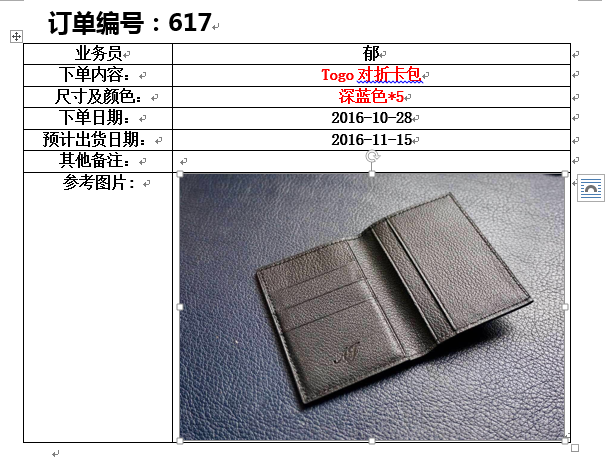 订单编号：617
业务员 郁
下单内容： Togo 对折卡包
尺寸及颜色： 深蓝色*5
下单日期： 2016-10-28
预计出货日期： 2016-11-15
其他备注：
参考图片: